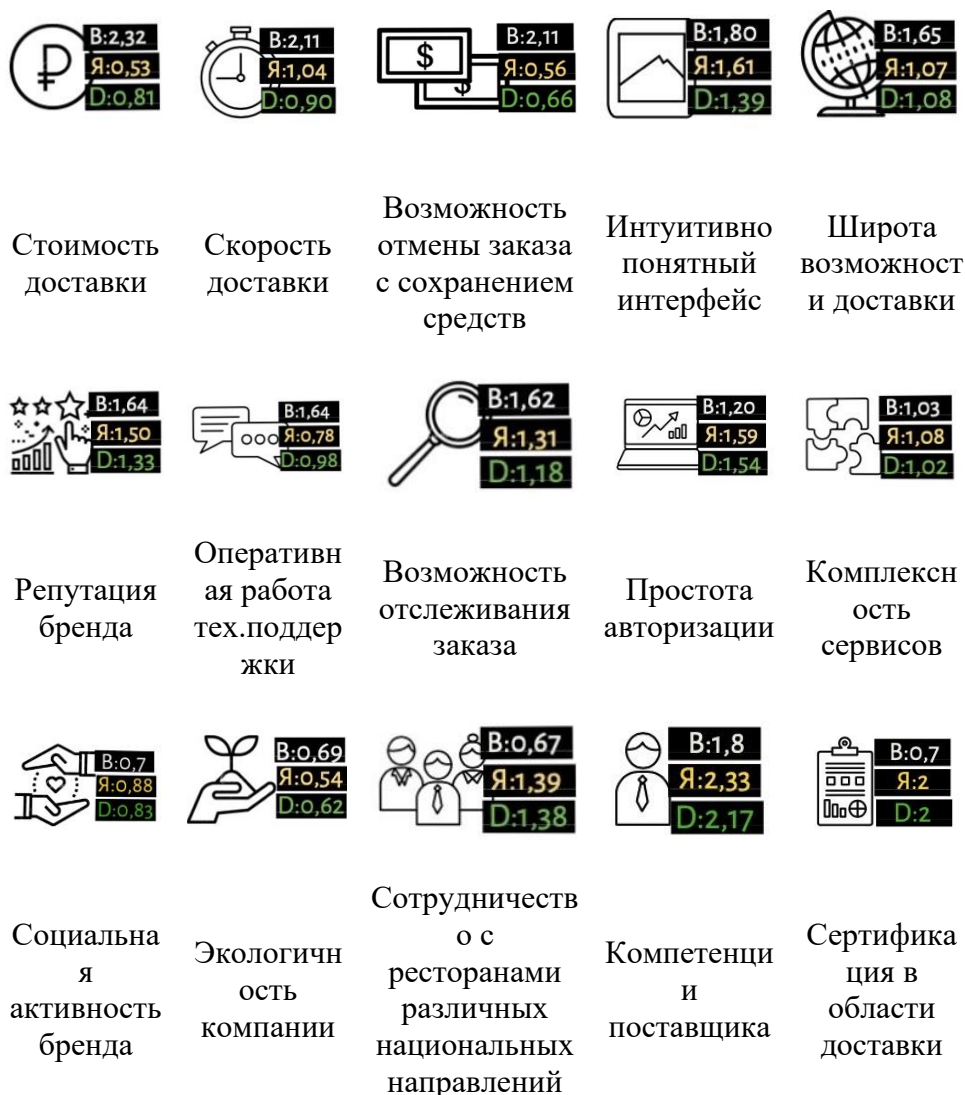 B:2,32
Я:0,53
D:0,81
B:2,11
Я:1,04
D:0,90
B:2,11
Я:0,56
D:0,66
$
$
B:1,80
Я:1,61
D:1,39
B:1,65
Я:1,07
D:1,08
Стоимость
доставки
Скорость
доставки
Возможность
отмены заказа
с сохранением
средств
Интуитивно
понятный
интерфейс
Широта
возможност
и доставки
B:1,64
Я:1,50
D:1,33
B:1,64
Я:0,78
D:0,98
B:1,62
Я:1,31
D:1,18
B:1,20
Я:1,59
D:1,54
B:1,03
Я:1,08
D:1,02
Репутация
бренда
Оперативн
ая работа
тех.поддер
жки
Возможность
отслеживания
заказа
Простота
авторизации
Комплексн
ость
сервисов
B:0,7
Я:0,88
D:0,83
B:0,69
Я:0,54
D:0,62
B:0,67
Я:1,39
D:1,38
B:1,8
Я:2,33
D:2,17
B:0,7
Я:2
D:2
Социальна
я
активность
бренда
Экологичн
ость
компании
Сотрудничеств
о с
ресторанами
различных
национальных
направлений
Компетенци
и
поставщика
Сертифика
ция в
области
доставки